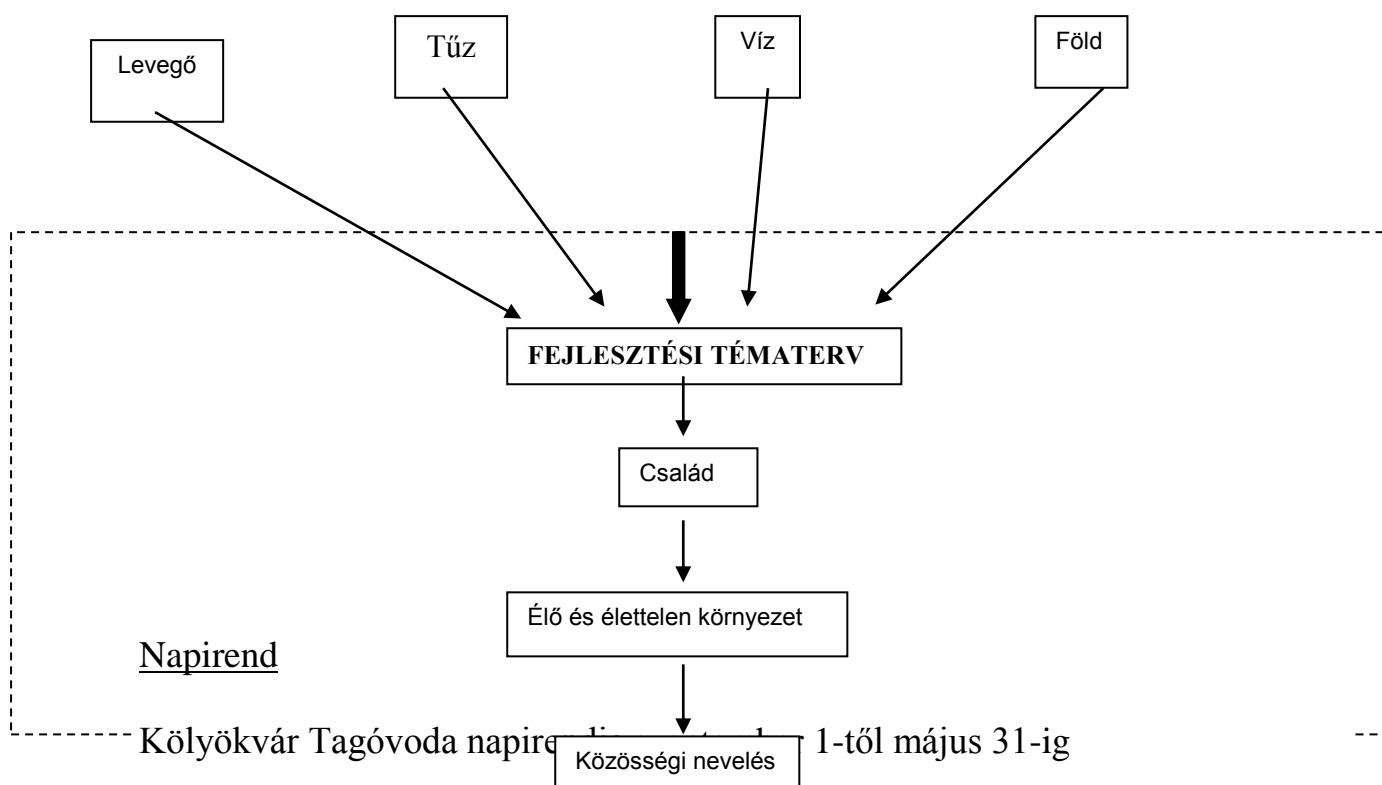 Levegő
Tűz
Víz
Föld
FEJLESZTÉSI TÉMATERV
Család
Élő és élettelen környezet
Napirend
Kölyökvár Tagóvoda 1-től május 31-ig
Közösségi nevelés